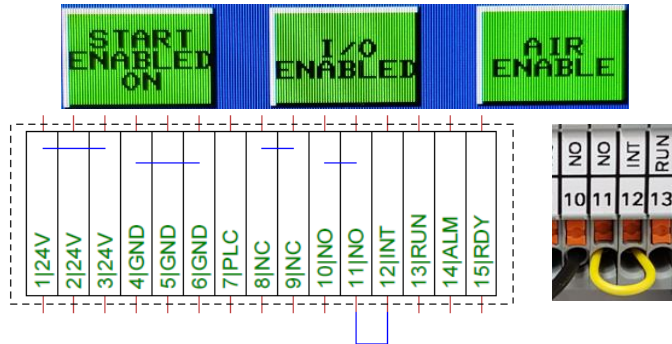 START
ENABLED
ON
I/O
ENABLED
AIR
ENABLE
1|24V
2|24V
3|24V
4|GND
5|GND
6|GND
7|PLC
8|NC
9|NC
10|NO
11|NO
12|INT
13|RUN
14|ALM
15|RDY
NO
NO
INT
RUN
10
11
12
13